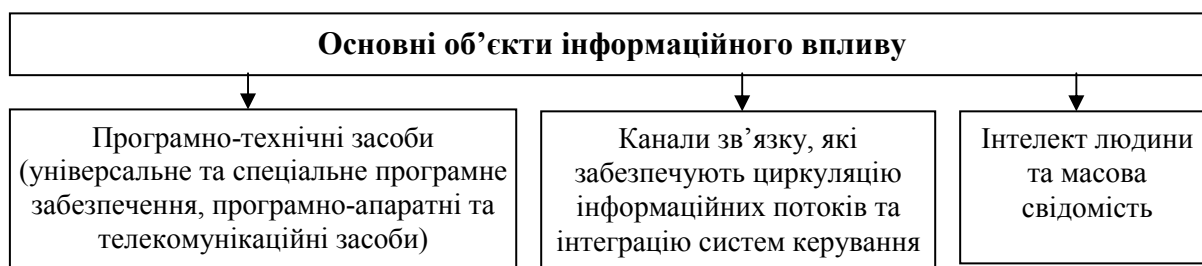 Основні об’єкти інформаційного впливу
Програмно-технічні засоби
(універсальне та спеціальне програмне
забезпечення, програмно-апаратні та
телекомунікаційні засоби)
Канали зв’язку, які
забезпечують циркуляцію
інформаційних потоків та
інтеграцію систем керування
Інтелект людини
та масова
свідомість